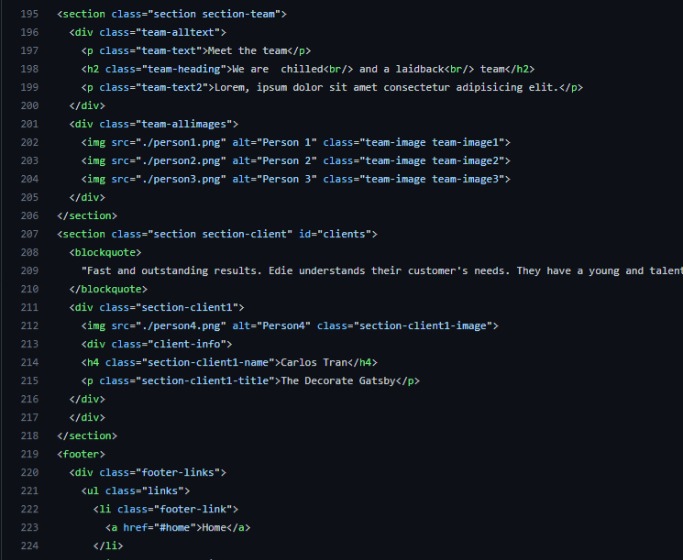 195 <section class="section section-team">
196 <div class="team-alltext">
197 <p class="team-text">Meet the team</p>
198 <h2 class="team-heading">We are  chilled<br/> and a laidback<br/> team</h2>
199 <p class="team-text2">Lorem, ipsum dolor sit amet consectetur adipisicing elit.</p>
200 </div>
201 <div class="team-allimages">
202 <img src="./person1.png" alt="Person 1" class="team-image team-image1">
203 <img src="./person2.png" alt="Person 2" class="team-image team-image2">
204 <img src="./person3.png" alt="Person 3" class="team-image team-image3">
205 </div>
206 </section>
207 <section class="section section-client" id="clients">
208 <blockquote>
209 "Fast and outstanding results. Edie understands their customer's needs. They have a young and talent
210 </blockquote>
211 <div class="section-client1">
212 <img src="./person4.png" alt="Person4" class="section-client1-image">
213 <div class="client-info">
214 <h4 class="section-client1-name">Carlos Tran</h4>
215 <p class="section-client1-title">The Decorate Gatsby</p>
216 </div>
217 </div>
218 </section>
219 <footer>
220 <div class="footer-links">
221 <ul class="links">
222 <li class="footer-link">
223 <a href="#home">Home</a>
224 </li>